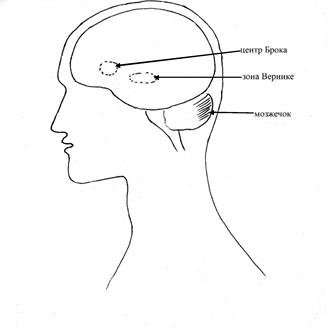 центр Брока
зона Вернике
мозжечок